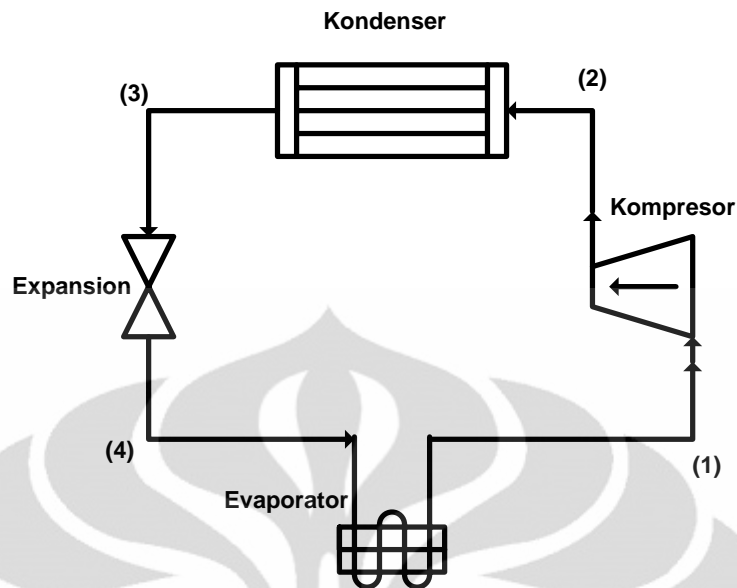 Kondenser
(2)
(3)
Kompresor
Expansion
(4)
(1)
Evaporator